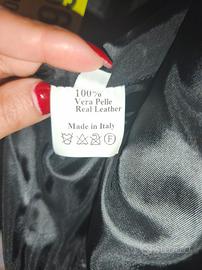 100%
Vera Pelle
Real Leather
Made in Italy
F